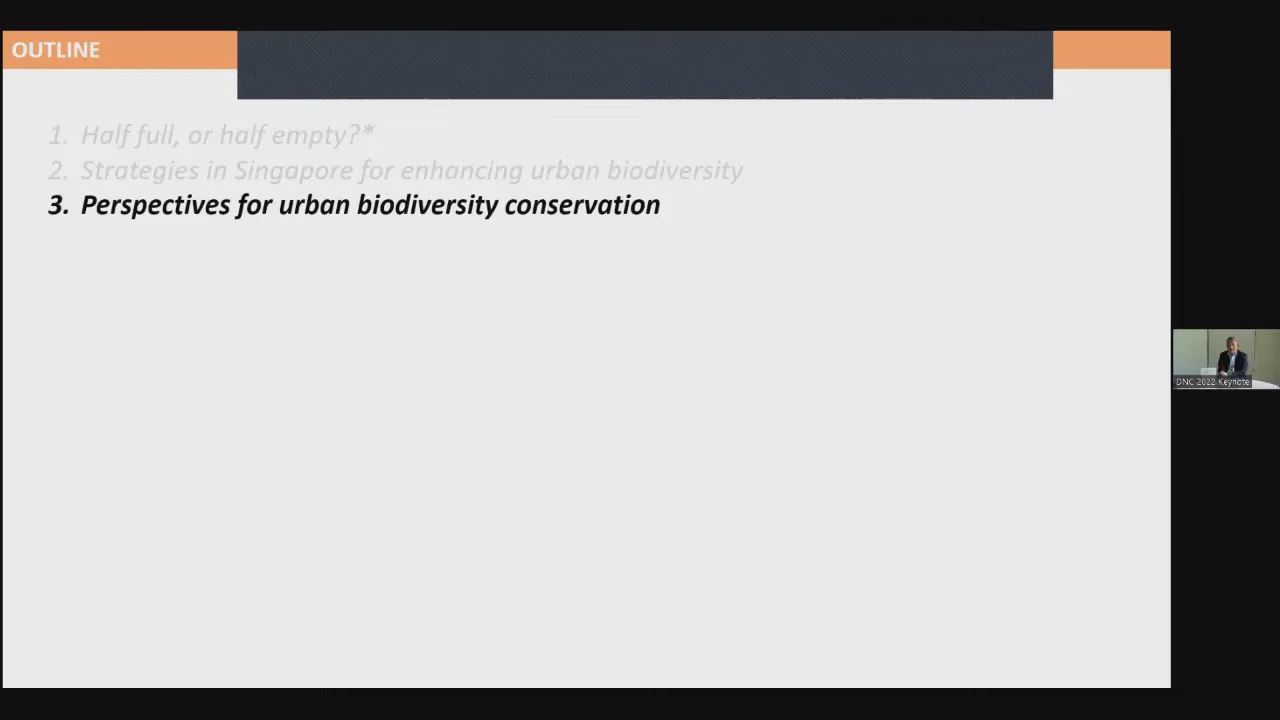 OUTLINE
1. Half full, or half empty?*
2. Strategies in Singapore for enhancing urban biodiversity
3. Perspectives for urban biodiversity conservation
DNC 2022 Keynote